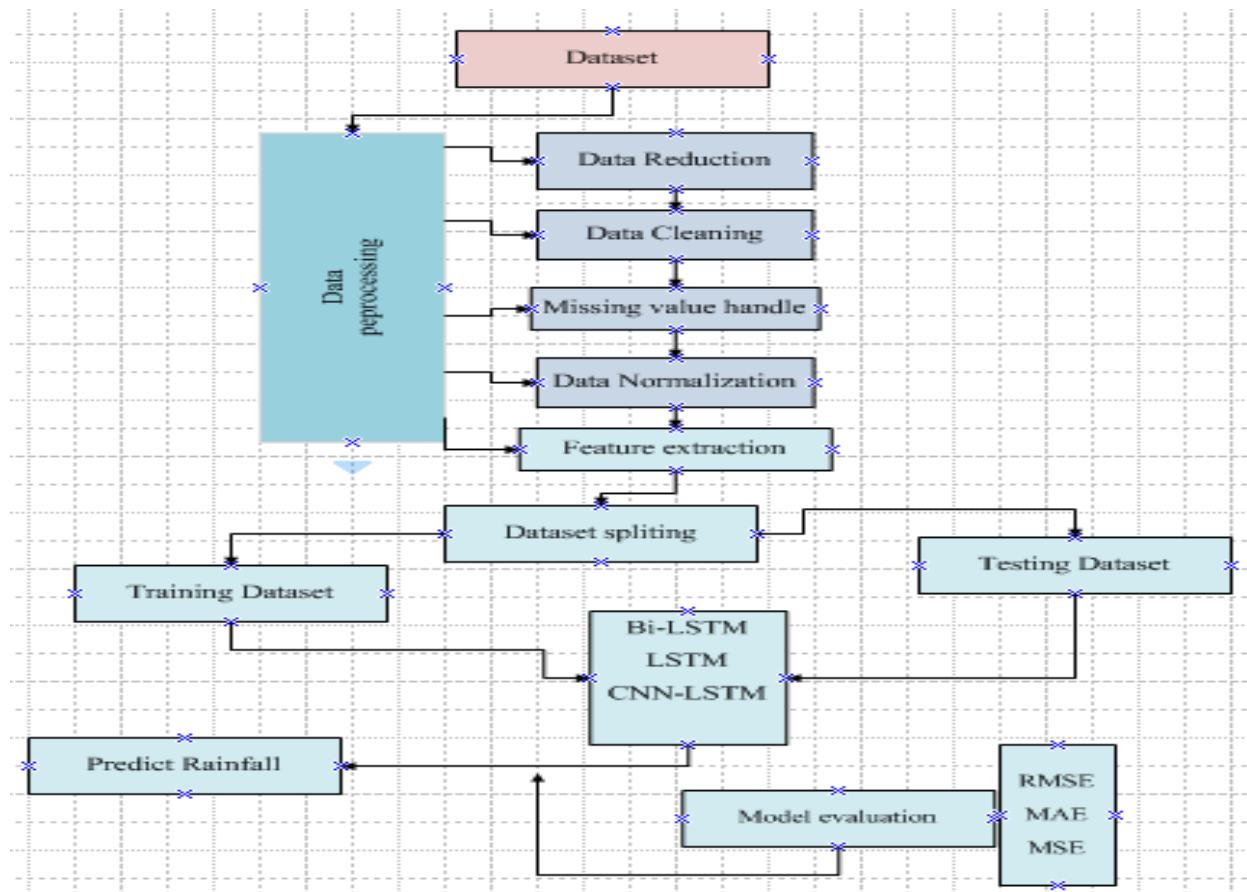 Dataset
Data
peprocessing
Data Reduction
Data Cleaning
Missing value handle
Data Normalization
Feature extraction
Dataset spliting
Training Dataset
Testing Dataset
Bi-LSTM
LSTM
CNN-LSTM
Predict Rainfall
Model evaluation
RMSE
MAE
MSE